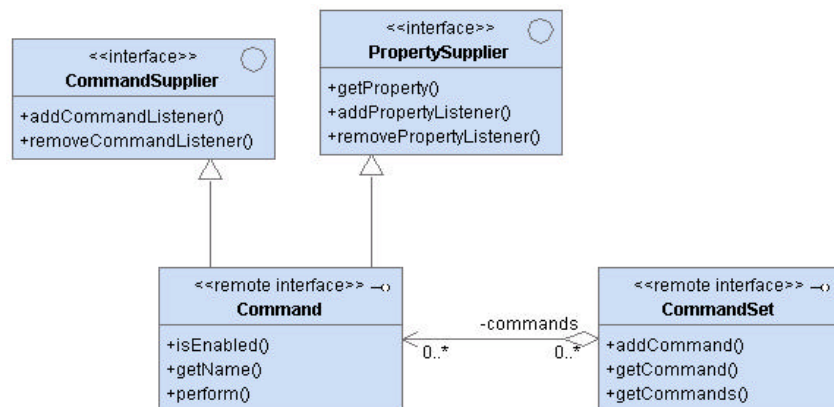 <<interface>>
CommandSupplier
+addCommandListener()
+removeCommandListener()
<<interface>>
PropertySupplier
+getProperty()
+addPropertyListener()
+removePropertyListener()
<<remote interface>>
Command
+isEnabled()
+getName()
+perform()
-commands
0..*
0..*
<<remote interface>>
CommandSet
+addCommand()
+getCommand()
+getCommands()